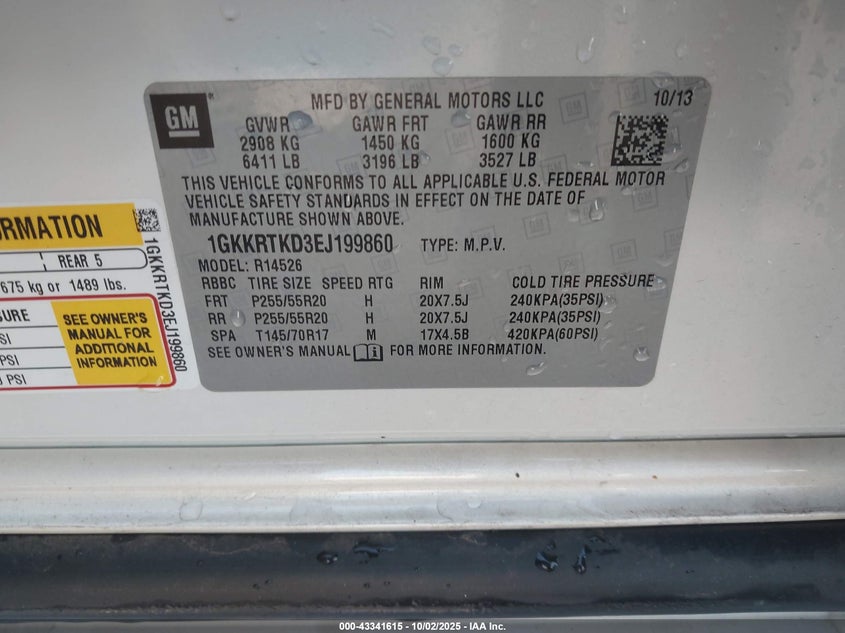 GM
MFD BY GENERAL MOTORS LLC 10/13
GVWR GAWR FRT GAWR RR
2908 KG 1450 KG 1600 KG
6411 LB 3196 LB 3527 LB
THIS VEHICLE CONFORMS TO ALL APPLICABLE U.S. FEDERAL MOTOR
VEHICLE SAFETY STANDARDS IN EFFECT ON THE DATE OF
MANUFACTURE SHOWN ABOVE.
1GKKRTKD3EJ199860 TYPE: M.P.V.
MODEL: R14526
RBBC TIRE SIZE SPEED RTG RIM COLD TIRE PRESSURE
FRT P255/55R20 H 20X7.5J 240KPA(35PSI)
RR P255/55R20 H 20X7.5J 240KPA(35PSI)
SPA T145/70R17 M 17X4.5B 420KPA(60PSI)
SEE OWNER'S MANUAL FOR MORE INFORMATION.
REAR 5
675 kg or 1489 lbs.
SEE OWNER'S
MANUAL FOR
ADDITIONAL
INFORMATION
PSI
PSI
1GKKRTKD3EJ199860
000-43341615 - 10/02/2025 - IAA Inc.